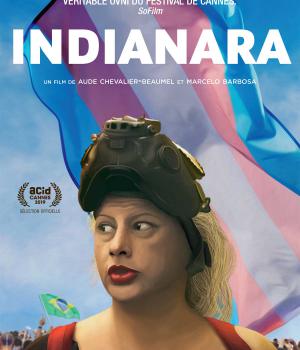 VÉRITABLE OVNI DU FESTIVAL DE CANNES.
SoFilm
INDIANARA
UN FILM DE AUDE CHEVALIER-BEAUMEL ET MARCELO BARBOSA
acid
CANNES
2019
SÉLECTION OFFICIELLE